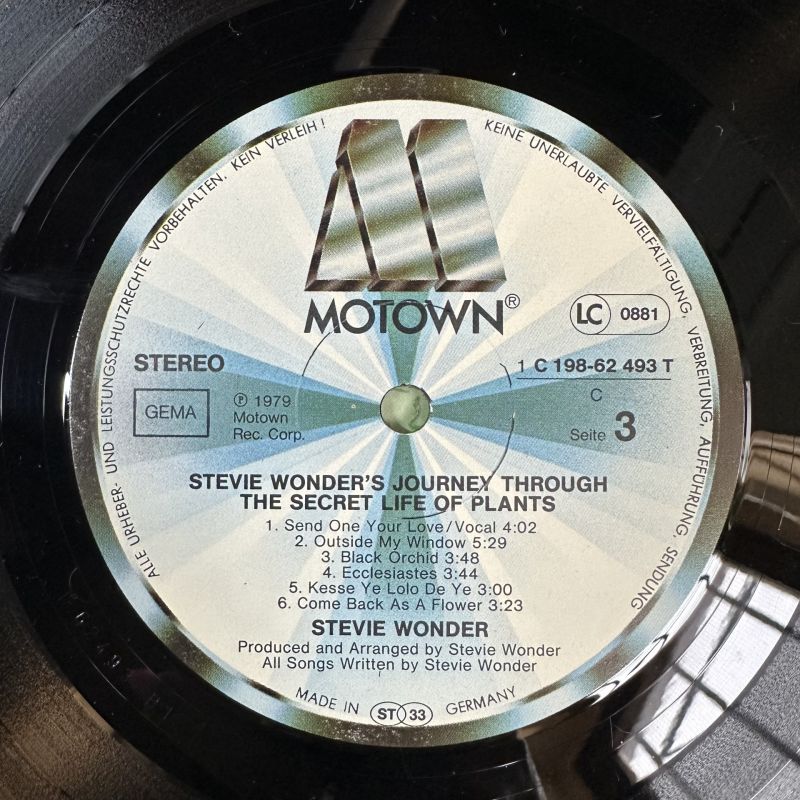 ALLE URHEBER- UND LEISTUNGSSCHUTZRECHTE VORBEHALTEN. KEIN VERLEIH! KEINE UNERLAUBTE VERVIELFÄLTIGUNG, VERBREITUNG, AUFFÜHRUNG, SENDUNG
MOTOWN®
LC 0881
STEREO
1 C 198-62 493 T
GEMA
℗ 1979
Motown
Rec. Corp.
C
Seite 3
STEVIE WONDER'S JOURNEY THROUGH
THE SECRET LIFE OF PLANTS
1. Send One Your Love/Vocal 4:02
2. Outside My Window 5:29
3. Black Orchid 3:48
4. Ecclesiastes 3:44
5. Kesse Ye Lolo De Ye 3:00
6. Come Back As A Flower 3:23
STEVIE WONDER
Produced and Arranged by Stevie Wonder
All Songs Written by Stevie Wonder
MADE IN ST 33 GERMANY